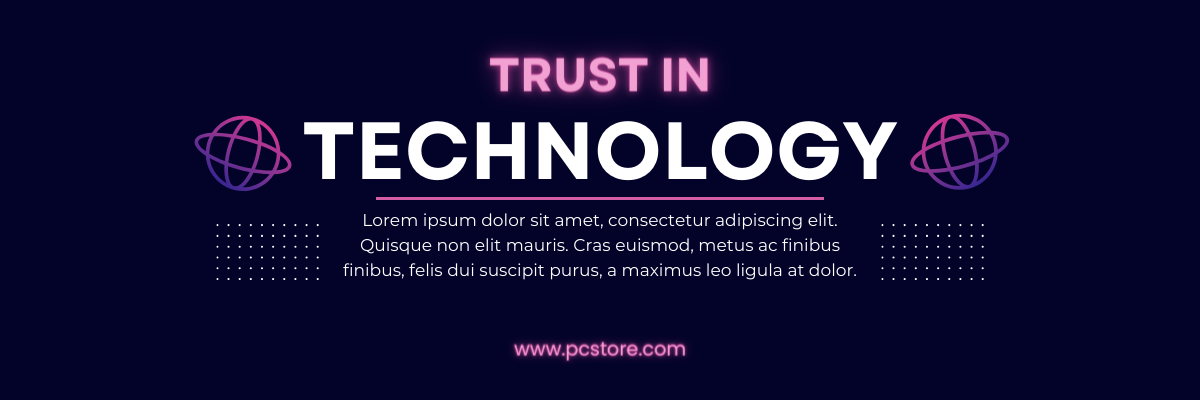 TRUST IN
TECHNOLOGY
Lorem ipsum dolor sit amet, consectetur adipiscing elit.
Quisque non elit mauris. Cras euismod, metus ac finibus
finibus, felis dui suscipit purus, a maximus leo ligula at dolor.
www.pcstore.com